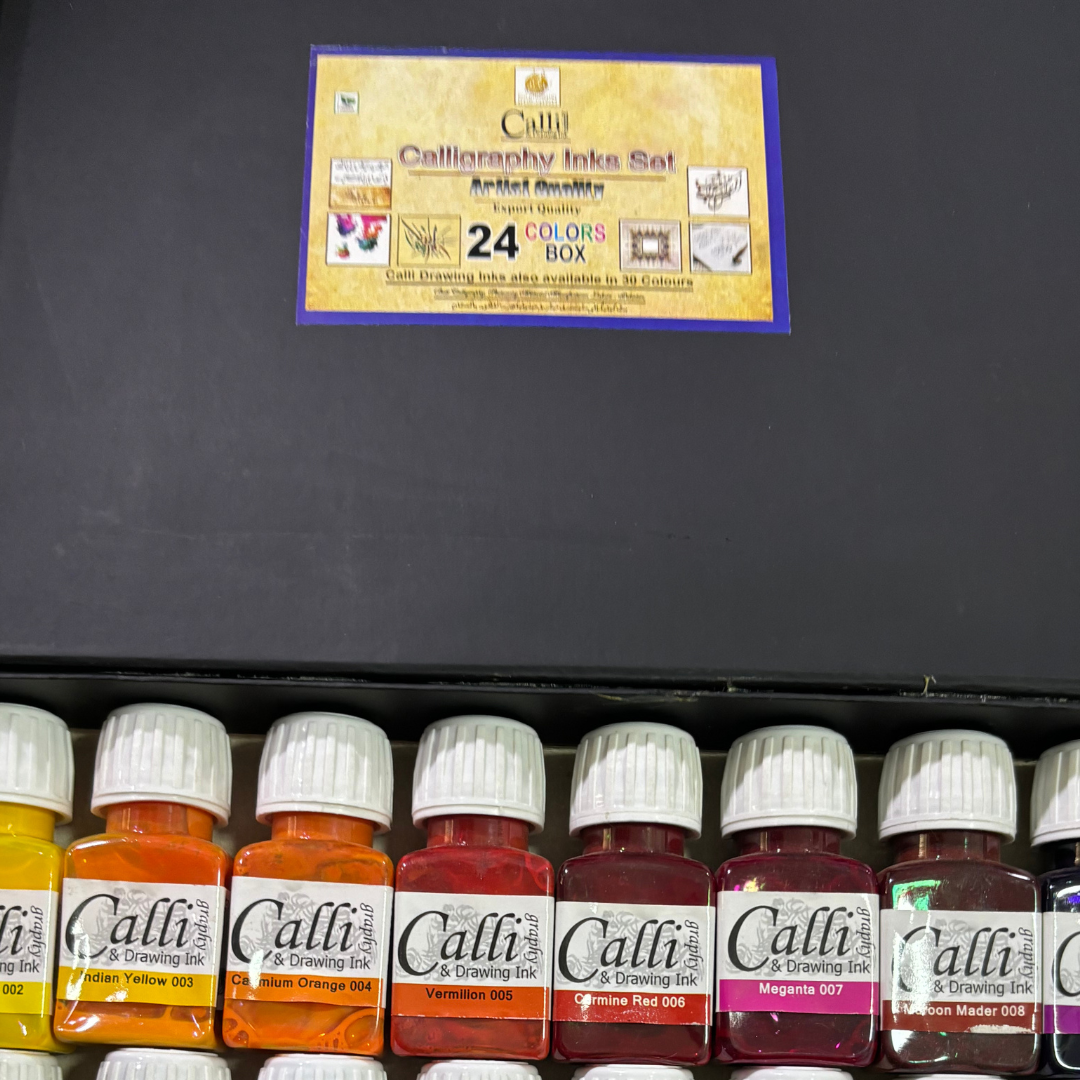 Calli
Calligraphy Inks Set
Artist Quality
Export Quality
24 COLORS
BOX
Calli Drawing Inks also available in 30 Colours
lli graphy
ng Ink
002
Calli graphy
& Drawing Ink
Indian Yellow 003
Calli graphy
& Drawing Ink
Cadmium Orange 004
Calli graphy
& Drawing Ink
Vermilion 005
Calli graphy
& Drawing Ink
Carmine Red 006
Calli graphy
& Drawing Ink
Meganta 007
Calli graphy
& Drawing Ink
Maroon Mader 008
C